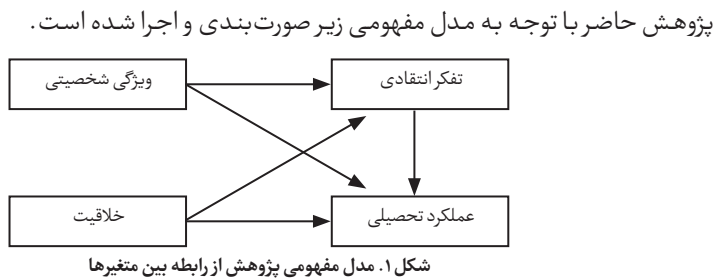 پژوهش حاضر با توجه به مدل مفهومی زیر صورت‌بندی و اجرا شده است.
ویژگی شخصیتی
تفکر انتقادی
خلاقیت
عملکرد تحصیلی
شکل ۱. مدل مفهومی پژوهش از رابطه بین متغیرها